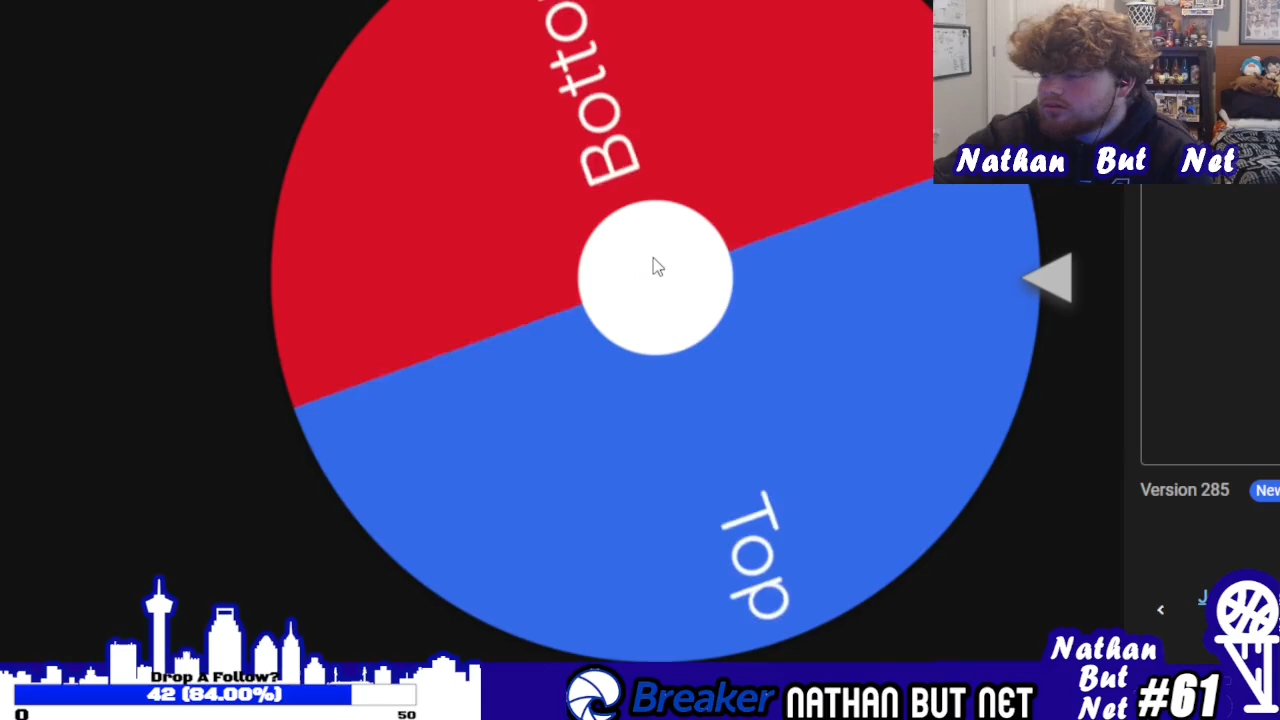 Botto
Nathan But Net
Version 285
New
Top
Drop A Follow?
42 (84.00%)
0
50
Breaker
NATHAN BUT NET
Nathan
But
Net
#61